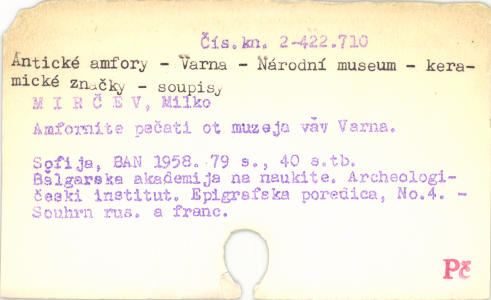 Čís.kn. 2-422.710
Antické amfory - Varna - Národní museum - kera-
mické značky - soupisy
MIRČEV, Milko
Amfornite pečati ot muzeja vǎv Varna.
Sofija, BAN 1958. 79 s., 40 s.tb.
Bǎlgarska akademija na naukite. Archeologi-
česki institut. Epigrafska poredica, No.4. -
Souhrn rus. a franc.
Př